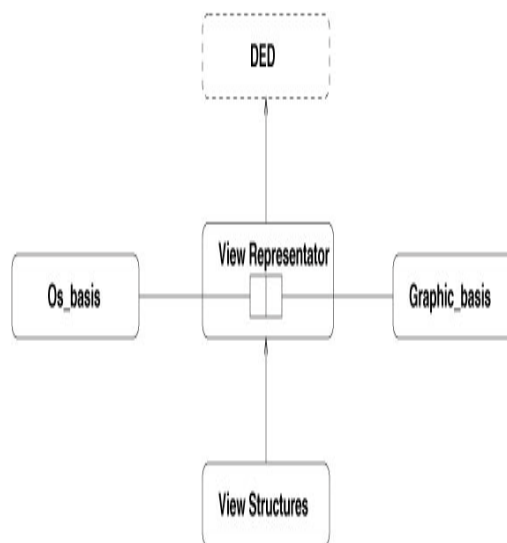 DED
View Representator
Os_basis
Graphic_basis
View Structures